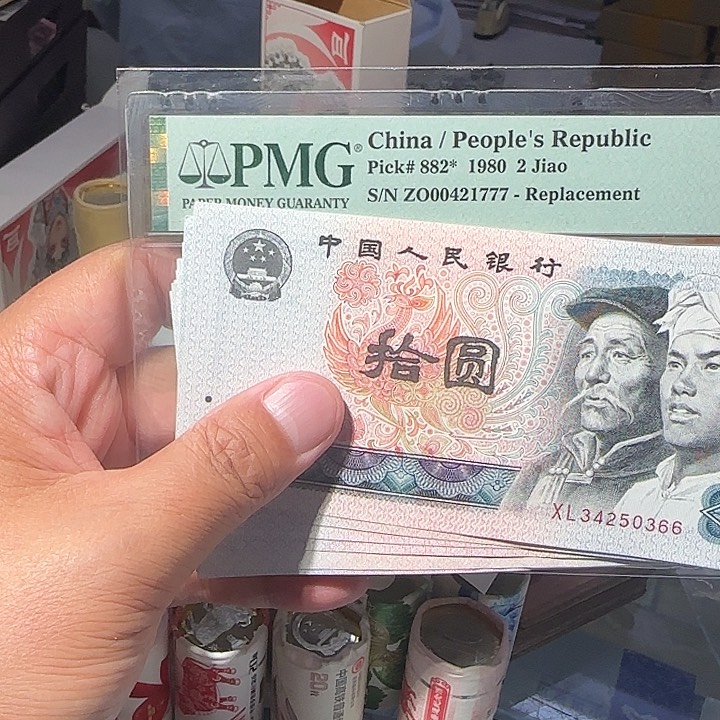 PMG®
PAPER MONEY GUARANTY
China / People's Republic
Pick# 882* 1980 2 Jiao
S/N ZO00421777 - Replacement
中国人民银行
拾圆
XL34250366
20